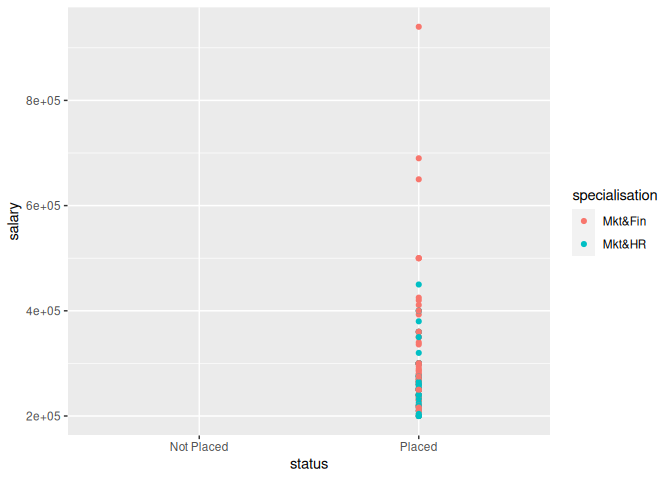 8e+05
6e+05
4e+05
2e+05
salary
Not Placed
Placed
status
specialisation
Mkt&Fin
Mkt&HR